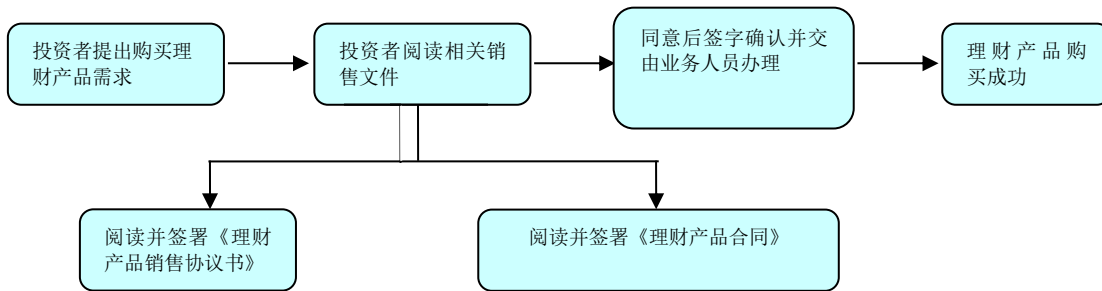 投资者提出购买理
财产品需求
投资者阅读相关销
售文件
同意后签字确认并交
由业务人员办理
理财产品购
买成功
阅读并签署《理财
产品销售协议书》
阅读并签署《理财产品合同》